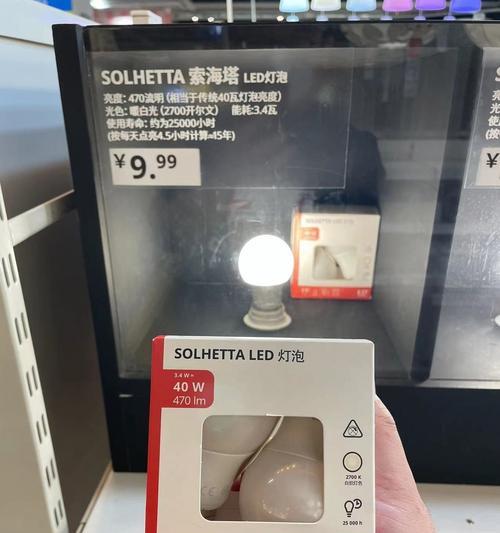 SOLHETTA 索海塔 LED灯泡
亮度: 470流明 (相当于传统40瓦灯泡亮度)
光色: 暖白光 (2700开尔文) 能耗:3.4瓦
使用寿命: 约为25000小时
(按每天点亮4.5小时计算≈15年)
¥9.99
¥
SOLHETTA LED 灯泡
SOLHETTA LED 灯泡
3.4 W =
40 W
470 lm
2700 K
25 000 h